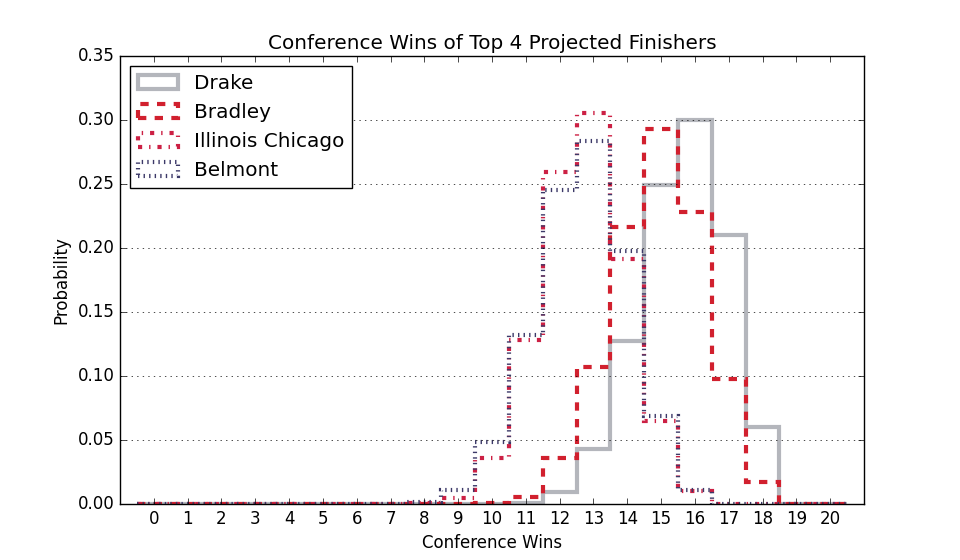 Conference Wins of Top 4 Projected Finishers
0.35
0.30
0.25
0.20
0.15
0.10
0.05
0.00
Probability
Drake
Bradley
Illinois Chicago
Belmont
0 1 2 3 4 5 6 7 8 9 10 11 12 13 14 15 16 17 18 19 20
Conference Wins